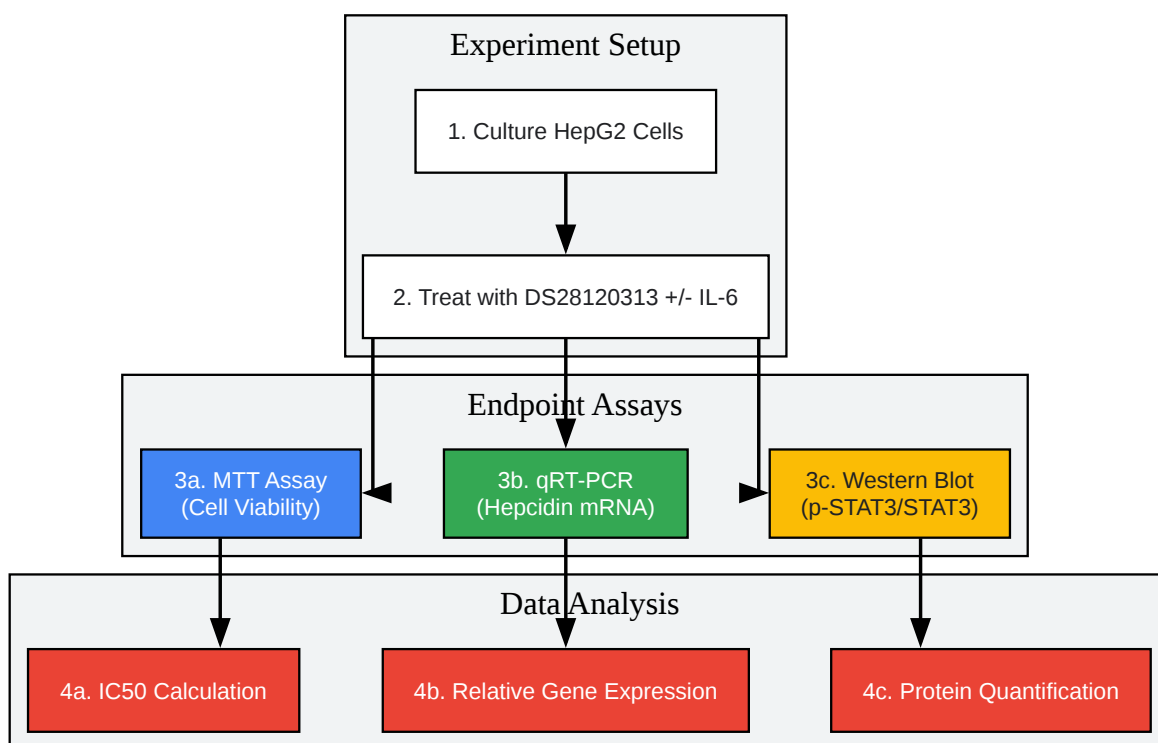 Experiment Setup
1. Culture HepG2 Cells
2. Treat with DS28120313 +/- IL-6
Endpoint Assays
3a. MTT Assay
(Cell Viability)
3b. qRT-PCR
(Hepcidin mRNA)
3c. Western Blot
(p-STAT3/STAT3)
Data Analysis
4a. IC50 Calculation
4b. Relative Gene Expression
4c. Protein Quantification